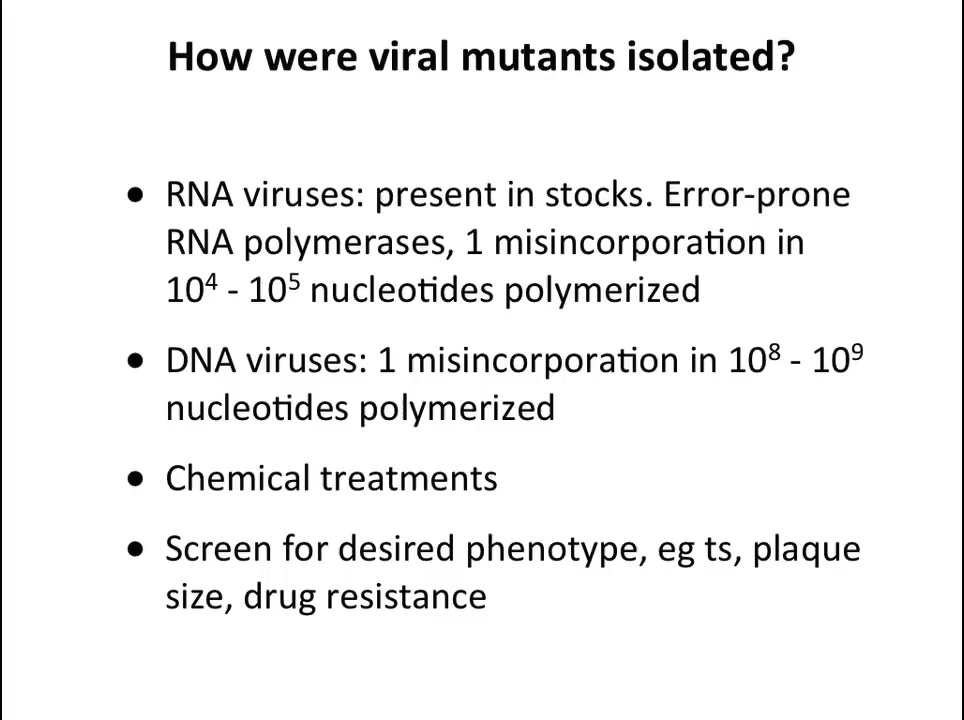 How were viral mutants isolated?
• RNA viruses: present in stocks. Error-prone
RNA polymerases, 1 misincorporation in
10⁴ - 10⁵ nucleotides polymerized
• DNA viruses: 1 misincorporation in 10⁸ - 10⁹
nucleotides polymerized
• Chemical treatments
• Screen for desired phenotype, eg ts, plaque
size, drug resistance